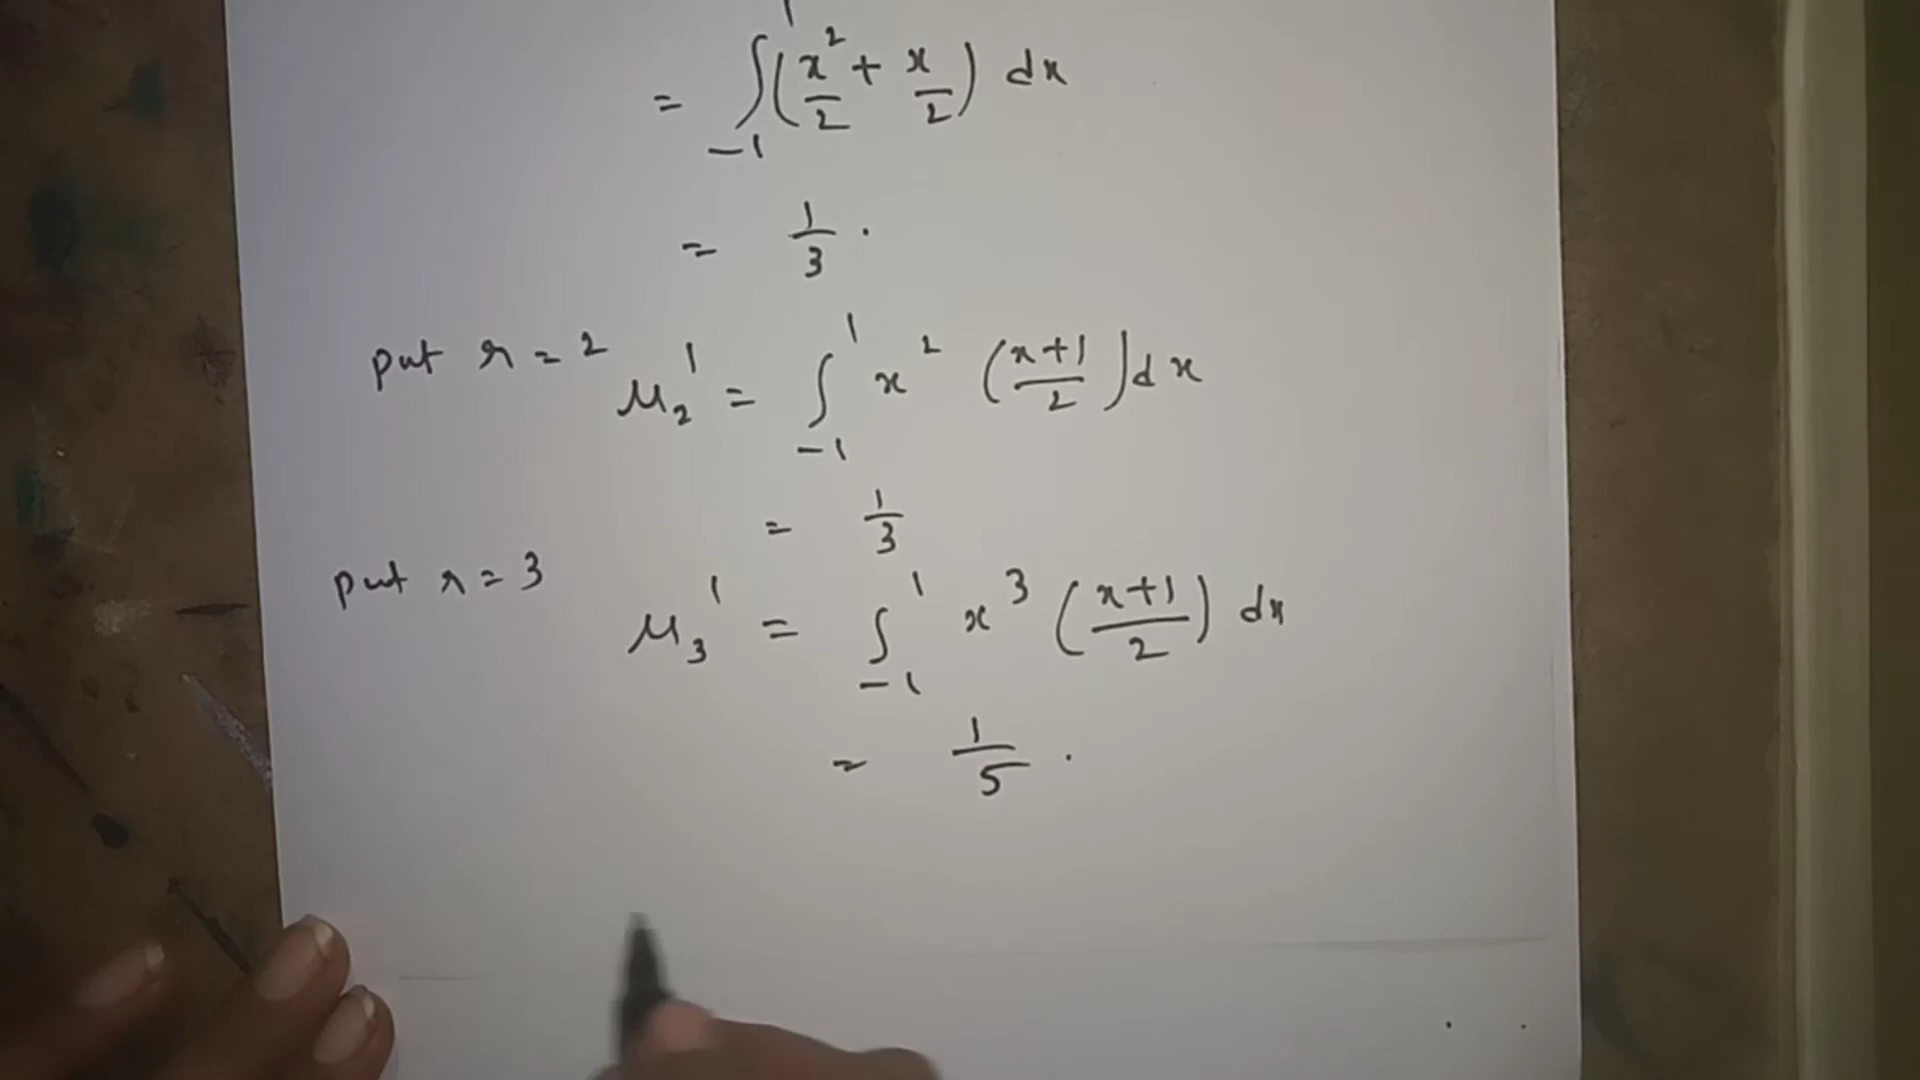 = ∫_{-1}^{1} (x²/2 + x/2) dx
= 1/3 .
put r = 2 μ₂' = ∫_{-1}^{1} x² (x+1/2) dx
= 1/3
put r = 3 μ₃' = ∫_{-1}^{1} x³ (x+1/2) dx
= 1/5 .